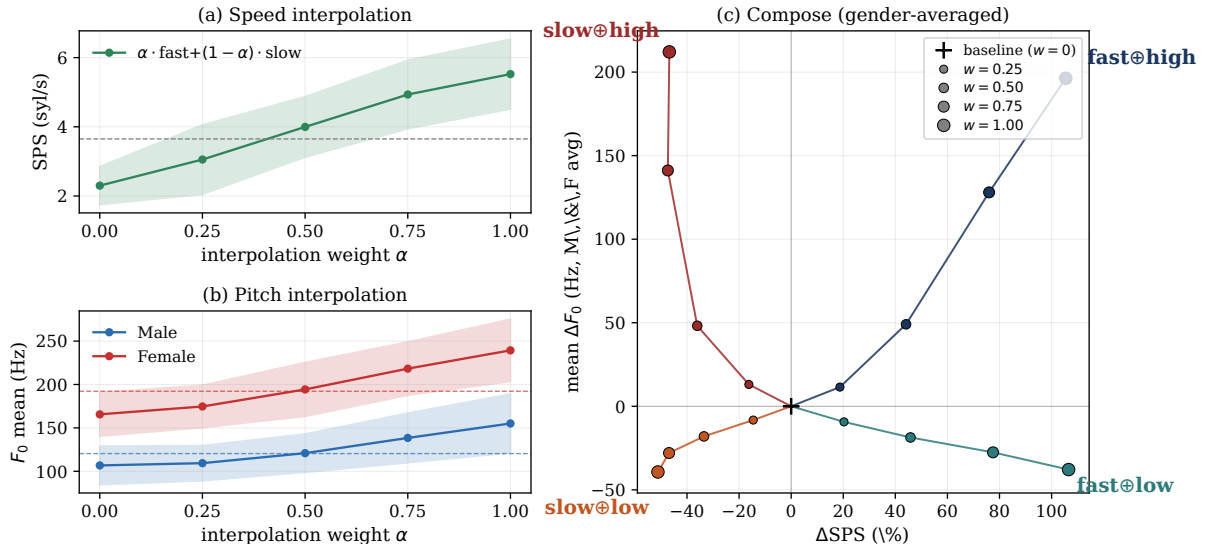 (a) Speed interpolation
α · fast+(1 − α) · slow
SPS (syl/s)
6
4
2
0.00 0.25 0.50 0.75 1.00
interpolation weight α
(b) Pitch interpolation
Male
Female
F₀ mean (Hz)
250
200
150
100
0.00 0.25 0.50 0.75 1.00
interpolation weight α
(c) Compose (gender-averaged)
slow⊕high
fast⊕high
baseline (w = 0)
w = 0.25
w = 0.50
w = 0.75
w = 1.00
mean ΔF₀ (Hz, M\,\&\,F avg)
200
150
100
50
0
−50
slow⊕low
fast⊕low
−40 −20 0 20 40 60 80 100
ΔSPS (\%)